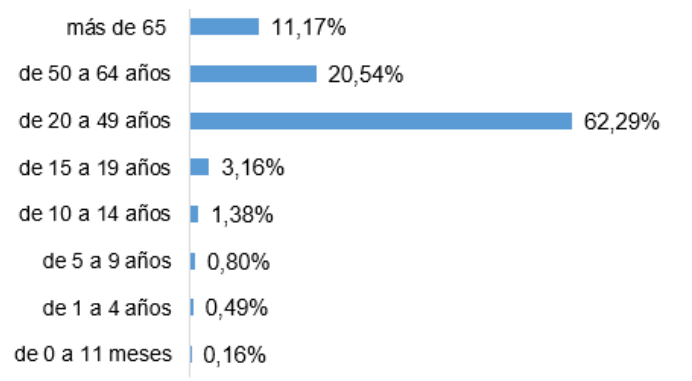 más de 65 11,17%
de 50 a 64 años 20,54%
de 20 a 49 años 62,29%
de 15 a 19 años 3,16%
de 10 a 14 años 1,38%
de 5 a 9 años 0,80%
de 1 a 4 años 0,49%
de 0 a 11 meses 0,16%